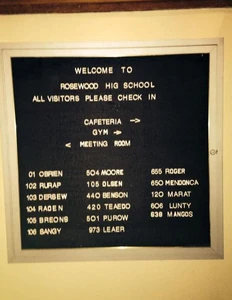 WELCOME TO
ROSEWOOD HIG SCHOOL
ALL VISITORS PLEASE CHECK IN
CAFETERIA ->
GYM ->
< MEETING ROOM
01 OBRIEN 504 MOORE 655 ROGER
102 RURAP 105 OLSEN 650 MENDONCA
103 DERBEW 440 BENSON 120 MARAT
104 RADEN 420 TEAEDO 606 LUNTY
105 BREONS 501 PUROW 638 MANGOS
106 SANGY 973 LEAER